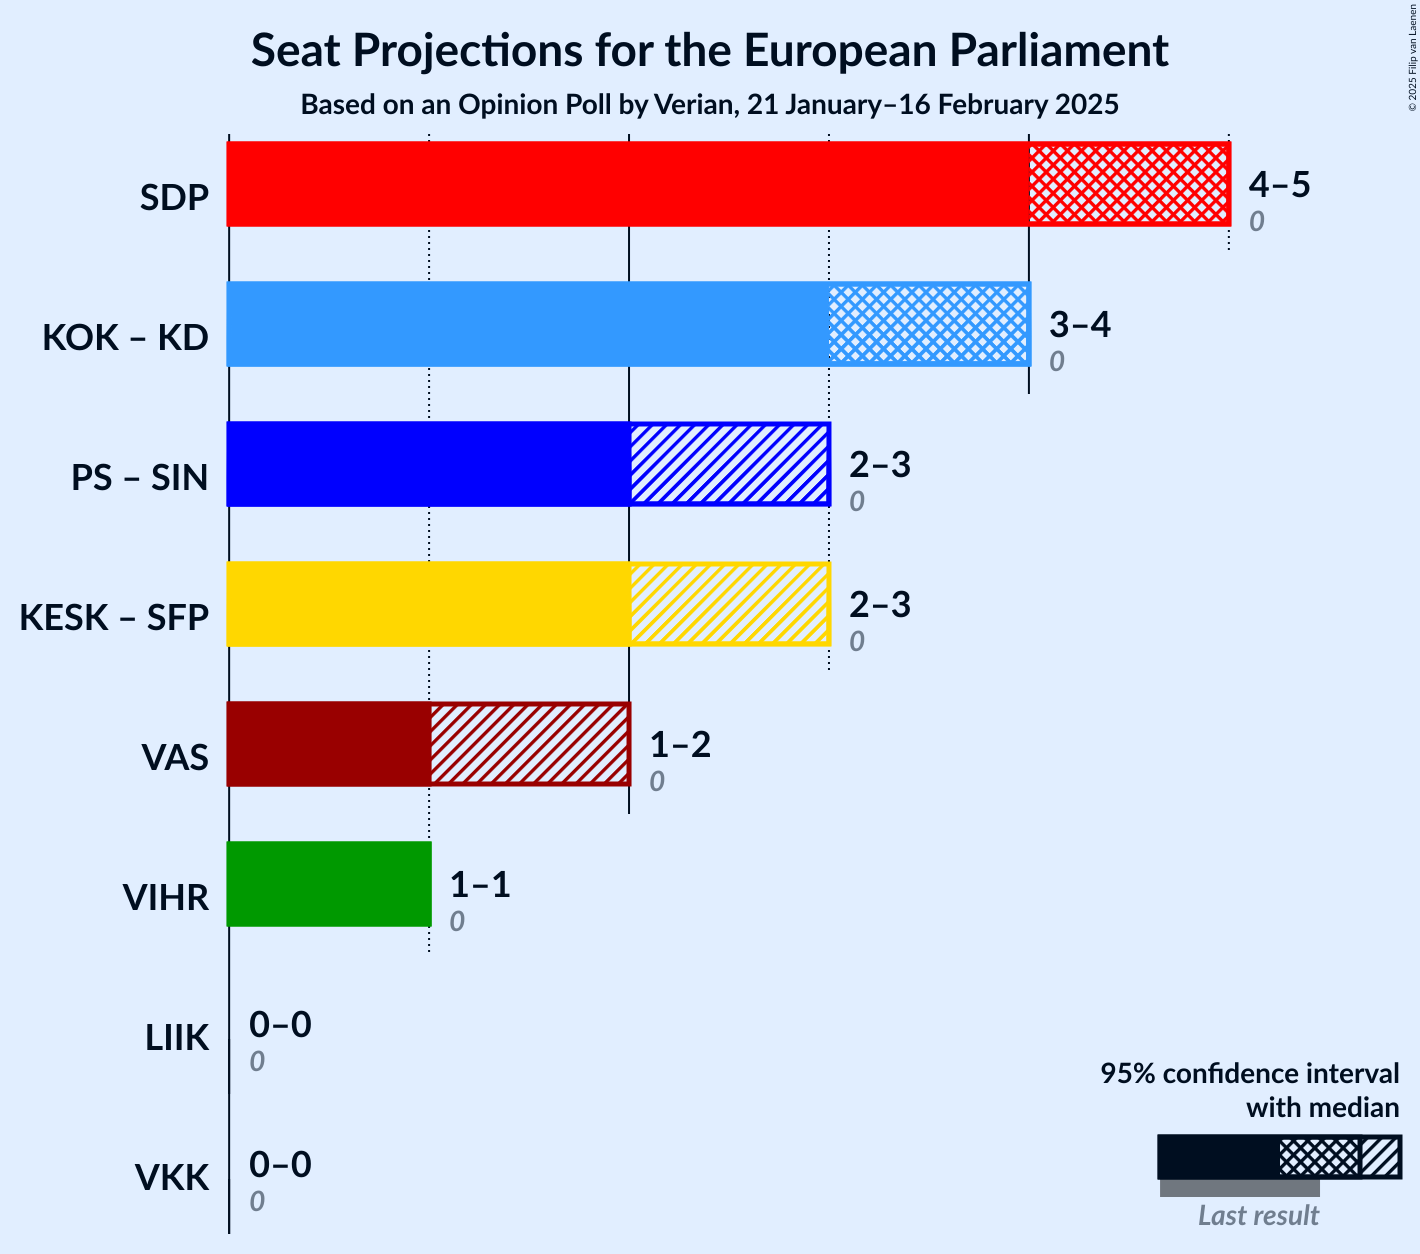 Seat Projections for the European Parliament
Based on an Opinion Poll by Verian, 21 January–16 February 2025
© 2025 Filip van Laenen
SDP
4–5
0
KOK – KD
3–4
0
PS – SIN
2–3
0
KESK – SFP
2–3
0
VAS
1–2
0
VIHR
1–1
0
LIIK
0–0
0
VKK
0–0
0
95% confidence interval
with median
Last result